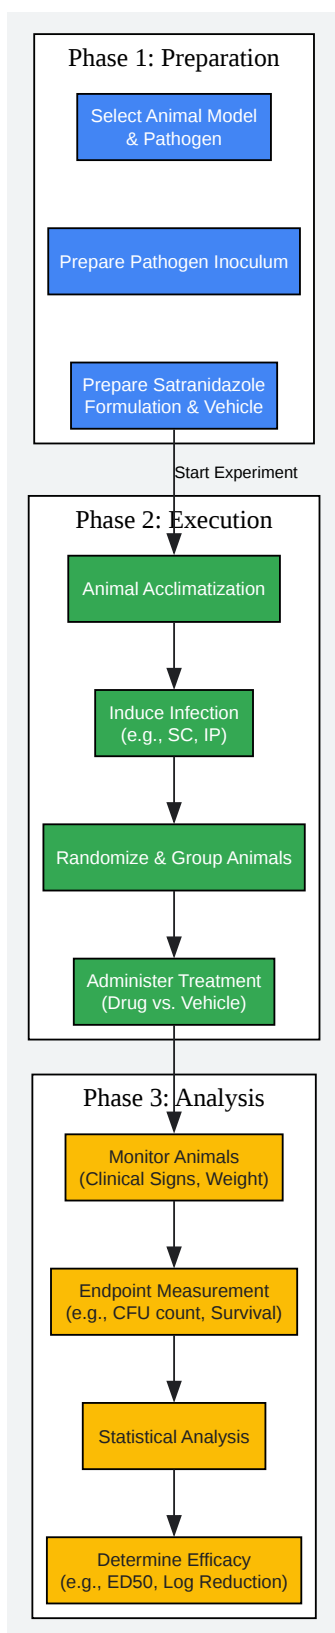 Phase 1: Preparation
Select Animal Model
& Pathogen
Prepare Pathogen Inoculum
Prepare Satranidazole
Formulation & Vehicle
Start Experiment
Phase 2: Execution
Animal Acclimatization
Induce Infection
(e.g., SC, IP)
Randomize & Group Animals
Administer Treatment
(Drug vs. Vehicle)
Phase 3: Analysis
Monitor Animals
(Clinical Signs, Weight)
Endpoint Measurement
(e.g., CFU count, Survival)
Statistical Analysis
Determine Efficacy
(e.g., ED50, Log Reduction)